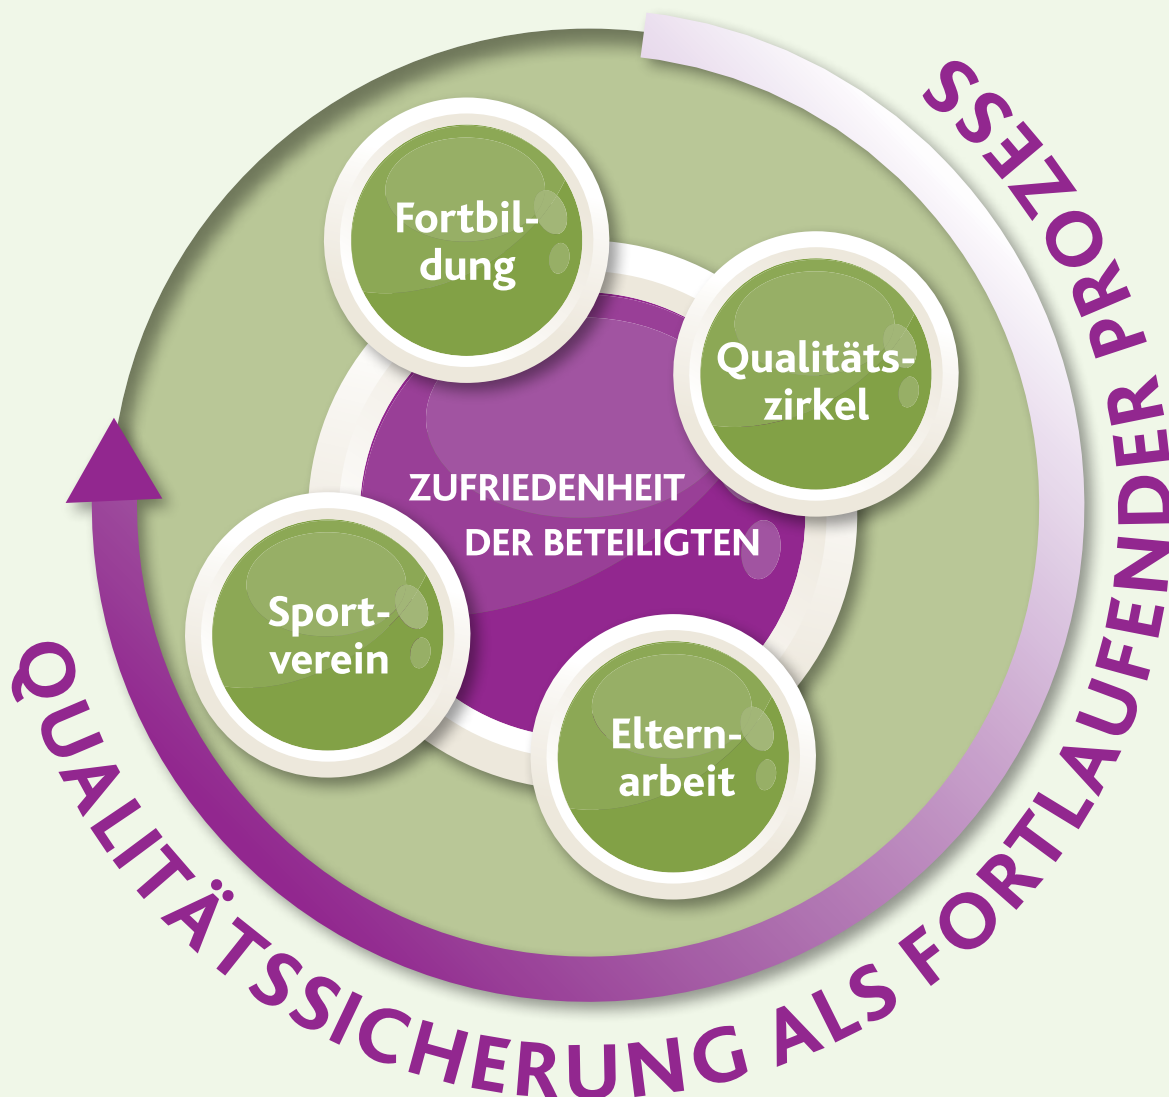 Fortbil-
dung
Qualitäts-
zirkel
ZUFRIEDENHEIT
DER BETEILIGTEN
Sport-
verein
Eltern-
arbeit
QUALITÄTSSICHERUNG ALS FORTLAUFENDER PROZESS